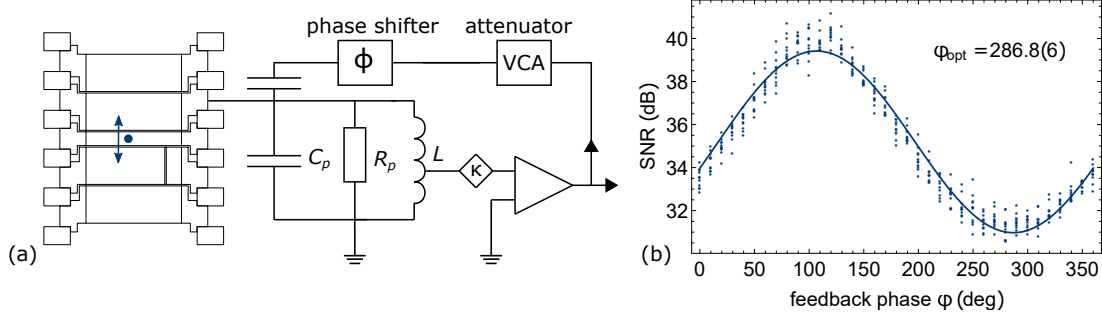 phase shifter
attenuator
ϕ
VCA
C_p
R_p
L
κ
(a)
SNR (dB)
40
38
36
34
32
φ_opt = 286.8(6)
0
50
100
150
200
250
300
350
feedback phase φ (deg)
(b)